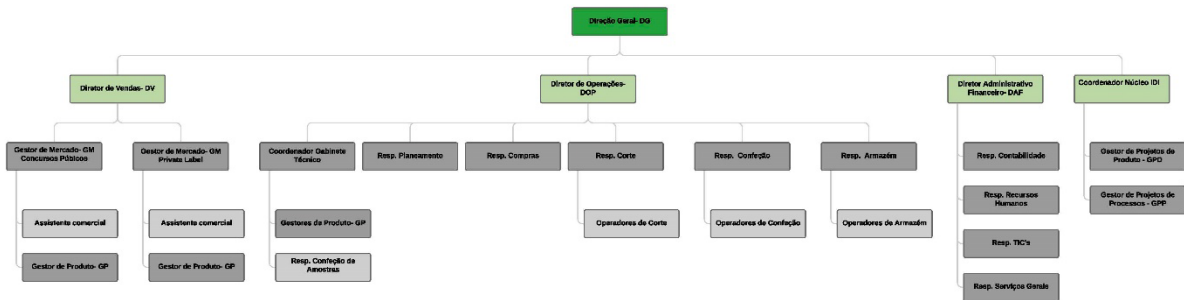 Direção Geral- DG
Diretor de Vendas- DV
Diretor de Operações-
DOP
Diretor Administrativo
Financeiro- DAF
Coordenador Núcleo IDI
Gestor de Mercado- GM
Concursos Púbicos
Gestor de Mercado- GM
Private Label
Coordenador Gabinete
Técnico
Resp. Planeamento
Resp. Compras
Resp. Corte
Resp. Confeção
Resp. Armazém
Resp. Contabilidade
Gestor de Projetos de
Produto - GPD
Assistente comercial
Assistente comercial
Gestores de Produto- GP
Operadores de Corte
Operadores de Confeção
Operadores de Armazém
Resp. Recursos
Humanos
Gestor de Projetos de
Processos - GPP
Gestor de Produto- GP
Gestor de Produto- GP
Resp. Confeção de
Amostras
Resp. TIC's
Resp. Serviços Gerais